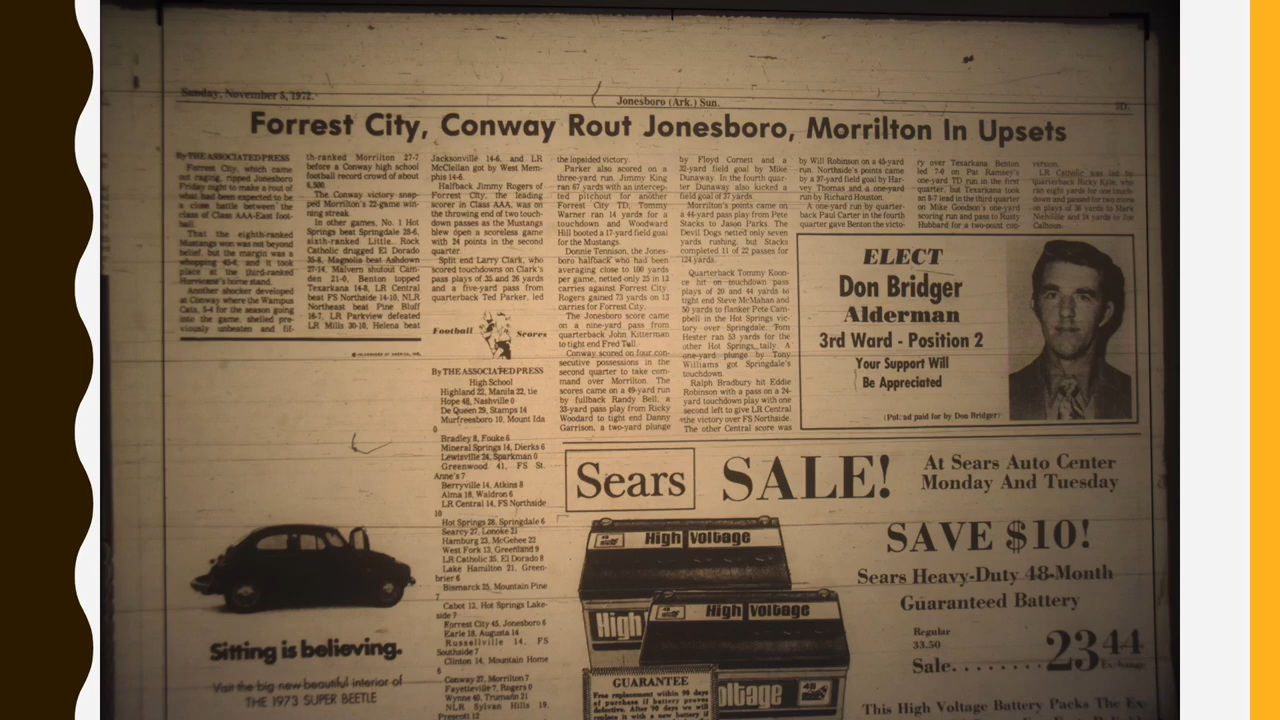 Sunday, November 5, 1972.
Jonesboro (Ark.) Sun.
Forrest City, Conway Rout Jonesboro, Morrilton In Upsets
By THE ASSOCIATED PRESS
Forrest City, which came
out raging, ripped Jonesboro
Friday night to make a rout of
what had been expected to be
a close battle between the
class of Class AAA-East foot-
ball.
That the eighth-ranked
Mustangs won was not beyond
belief, but the margin was a
whopping 45-6, and it took
place at the third-ranked
Hurricane's home stand.
Another shocker developed
at Conway where the Wampus
Cats, 5-4 for the season going
into the game, shelled pre-
viously unbeaten and fif-
th-ranked Morrilton 27-7
before a Conway high school
football record crowd of
6,500.
The Conway victory snap-
ped Morrilton's 22-game win-
ning streak.
In other games, No. 1 Hot
Springs beat Springdale 28-6,
sixth-ranked Little Rock
Catholic drugged El Dorado
35-8, Magnolia beat Ashdown
27-14, Malvern shutout Cam-
den 21-0, Benton topped
Texarkana 14-8, LR Central
beat FS Northside 14-10, NLR
Northeast beat Pine Bluff
16-7, LR Parkview defeated
LR Mills 30-10, Helena beat
Jacksonville 14-6, and LR
McClellan got by West Mem-
phis 14-6.
Halfback Jimmy Rogers of
Forrest City, the leading
scorer in Class AAA, was on
the throwing end of two touch-
down passes as the Mustangs
blew open a scoreless game
with 24 points in the second
quarter.
Split end Larry Clark, who
scored touchdowns on Clark's
pass plays of 35 and 26 yards
and a five-yard pass from
quarterback Ted Parker, led
the lopsided victory.
Parker also scored on a
three-yard run. Jimmy King
ran 67 yards with an intercep-
ted pitchout for another
Forrest City TD, Tommy
Warner ran 14 yards for a
touchdown and Woodward
Hill booted a 17-yard field goal
for the Mustangs.
Donnie Tennison, the Jones-
boro halfback who had been
averaging close to 100 yards
per game, netted only 25 in 13
carries against Forrest City.
Rogers gained 73 yards on 13
carries for Forrest City.
The Jonesboro score came
on a nine-yard pass from
quarterback John Kitterman
to tight end Fred Tull.
Conway scored on four con-
secutive possessions in the
second quarter to take com-
mand over Morrilton. The
scores came on a 49-yard run
by fullback Randy Bell, a
33-yard pass play from Ricky
Woodard to tight end Danny
Garrison, a two-yard plunge
by Floyd Cornett and a
32-yard field goal by Mike
Dunaway. In the fourth quar-
ter Dunaway also kicked a
field goal of 37 yards.
Morrilton's points came on
a 44-yard pass play from Pete
Stacks to Jason Parks. The
Devil Dogs netted only seven
yards rushing, but Stacks
completed 11 of 22 passes for
124 yards.
Quarterback Tommy Koon-
ce hit on touchdown pass
plays of 20 and 44 yards to
tight end Steve McMahan and
50 yards to flanker Pete Cam-
pbell in the Hot Springs vic-
tory over Springdale. Tom
Hester ran 53 yards for the
other Hot Springs tally. A
one-yard plunge by Tony
Williams got Springdale's
touchdown.
Ralph Bradbury hit Eddie
Robinson with a pass on a 24-
yard touchdown play with one
second left to give LR Central
the victory over FS Northside.
The other Central score was
by Will Robinson on a 45-yard
run. Northside's points came
by a 37-yard field goal by Har-
vey Thomas and a one-yard
run by Richard Houston.
A one-yard run by quarter-
back Paul Carter in the fourth
quarter gave Benton the victo-
ry over Texarkana. Benton
led 7-0 on Pat Ramsey's
one-yard TD run in the first
quarter, but Texarkana took
an 8-7 lead in the third quarter
on Mike Goodson's one-yard
scoring run and pass to Rusty
Hubbard for a two-point con-
version.
LR Catholic was led by
quarterback Ricky Kyle, who
ran eight yards for one touch-
down and passed for two more
on plays of 38 yards to Mark
and 24 yards to Joe
Calhoun.
ELECT
Don Bridger
Alderman
3rd Ward - Position 2
Your Support Will
Be Appreciated
(Pol. ad paid for by Don Bridger)
Football Scores
By THE ASSOCIATED PRESS
High School
Highland 22, Manila 22, tie
Hope 48, Nashville 0
De Queen 29, Stamps 14
Murfreesboro 10, Mount Ida
0
Bradley 8, Fouke 6
Mineral Springs 14, Dierks 6
Lewisville 24, Sparkman 0
Greenwood 41, FS St.
Anne's 7
Berryville 14, Atkins 8
Alma 18, Waldron 6
LR Central 14, FS Northside
10
Hot Springs 28, Springdale 6
Searcy 27, Lonoke 21
Hamburg 23, McGehee 22
West Fork 13, Greenland 9
LR Catholic 35, El Dorado 8
Lake Hamilton 21, Green-
brier 6
Bismarck 25, Mountain Pine
7
Cabot 12, Hot Springs Lake-
side 7
Forrest City 45, Jonesboro 6
Earle 18, Augusta 14
Russellville 14, FS
Southside 7
Clinton 14, Mountain Home
6
Conway 27, Morrilton 7
Fayetteville 7, Rogers 0
Wynne 40, Trumann 21
NLR Sylvan Hills 19,
Prescott 12
© VOLKSWAGEN OF AMERICA, INC.
Sitting is believing.
Visit the big new beautiful interior of
THE 1973 SUPER BEETLE
Sears SALE!
At Sears Auto Center
Monday And Tuesday
SAVE $10!
Sears Heavy-Duty 48-Month
Guaranteed Battery
Regular
33.50
Sale........ 23 44
Exchange
High Voltage
High Voltage
High
Voltage
48
GUARANTEE
Free replacement within 90 days
of purchase if battery proves
defective. After 90 days we will
replace it with a new battery if
This High Voltage Battery Packs The Ex-